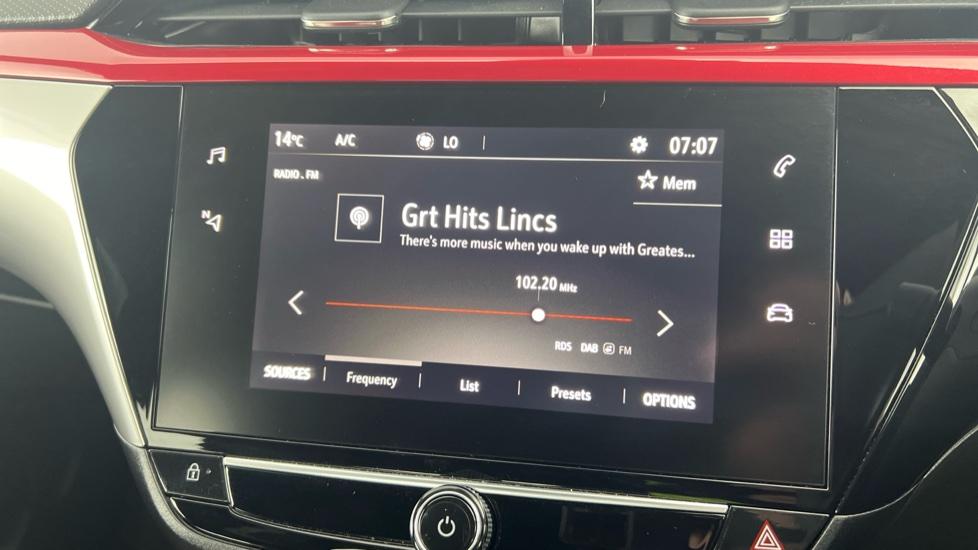 14°C A/C LO 07:07
RADIO . FM
Mem
Grt Hits Lincs
There's more music when you wake up with Greates...
102.20 MHz
RDS DAB FM
SOURCES Frequency List Presets OPTIONS
N